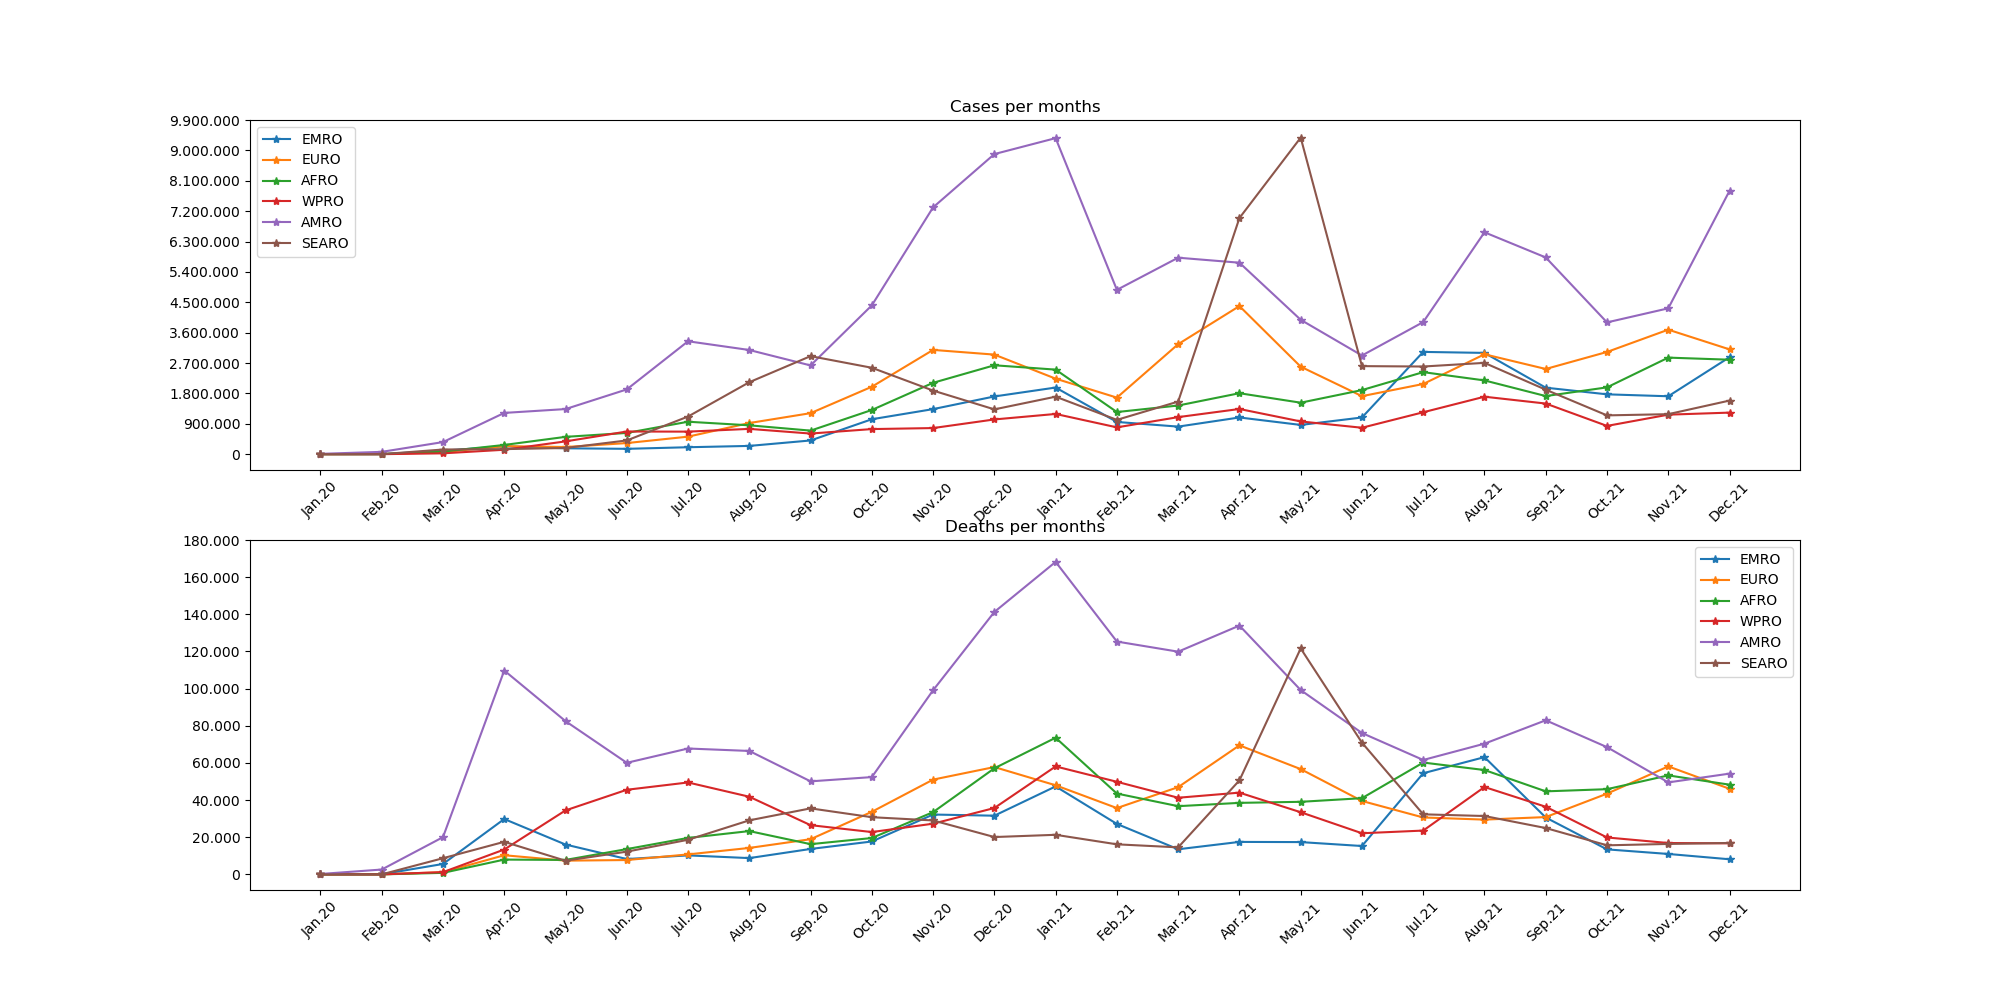 Cases per months
9.900.000
9.000.000
8.100.000
7.200.000
6.300.000
5.400.000
4.500.000
3.600.000
2.700.000
1.800.000
900.000
0
EMRO
EURO
AFRO
WPRO
AMRO
SEARO
Jan.20 Feb.20 Mar.20 Apr.20 May.20 Jun.20 Jul.20 Aug.20 Sep.20 Oct.20 Nov.20 Dec.20 Jan.21 Feb.21 Mar.21 Apr.21 May.21 Jun.21 Jul.21 Aug.21 Sep.21 Oct.21 Nov.21 Dec.21
Deaths per months
180.000
160.000
140.000
120.000
100.000
80.000
60.000
40.000
20.000
0
EMRO
EURO
AFRO
WPRO
AMRO
SEARO
Jan.20 Feb.20 Mar.20 Apr.20 May.20 Jun.20 Jul.20 Aug.20 Sep.20 Oct.20 Nov.20 Dec.20 Jan.21 Feb.21 Mar.21 Apr.21 May.21 Jun.21 Jul.21 Aug.21 Sep.21 Oct.21 Nov.21 Dec.21